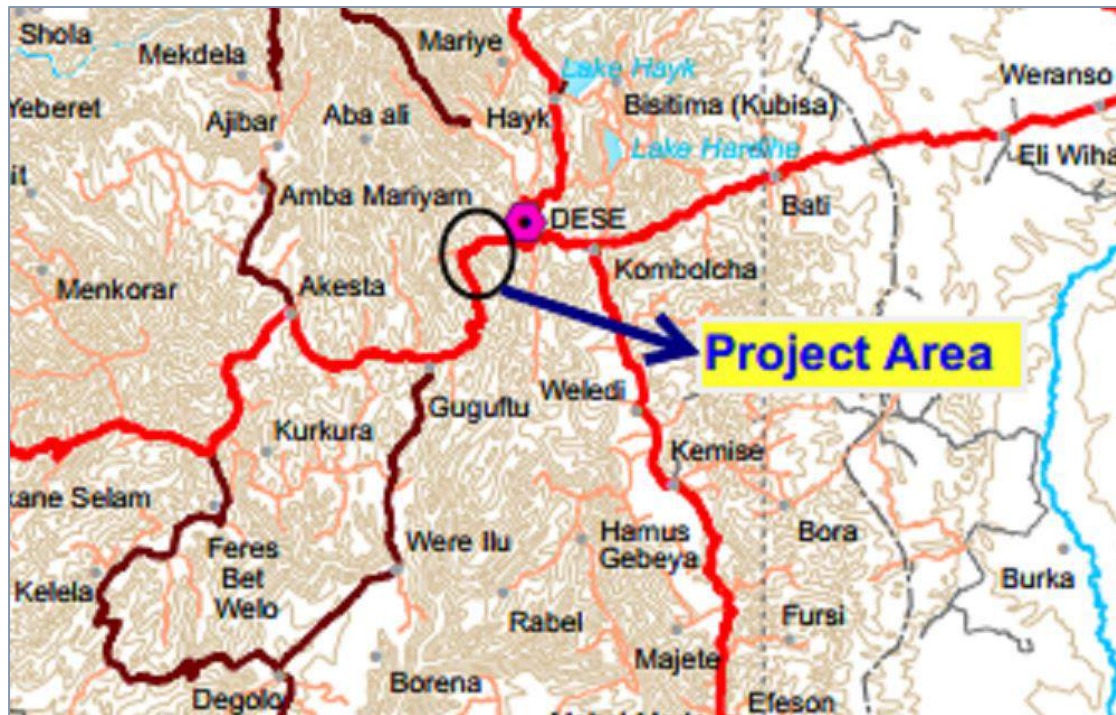 Shola
Mariye
Mekdela
Lake Hayk
Weranso
Yeberet
Aba ali
Hayk
Bisitima (Kubisa)
Ajibar
Lake Hardhe
Eli Wiha
it
Amba Mariyam
DESE
Bati
Kombolcha
Menkorar
Akesta
Project Area
Weledi
Guguftu
Kurkura
Kemise
kane Selam
Hamus
Gebeya
Bora
Feres
Bet
Welo
Were Ilu
Burka
Kelela
Rabel
Fursi
Majete
Borena
Degolo
Efeson